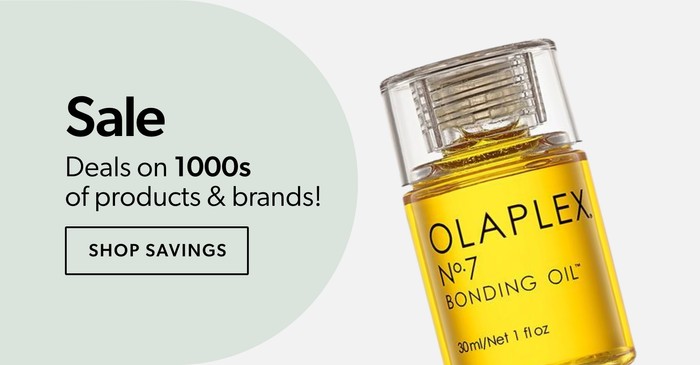 Sale
Deals on 1000s
of products & brands!
SHOP SAVINGS
OLAPLEX.
Nº.7
BONDING OIL™
30ml/Net 1 fl oz